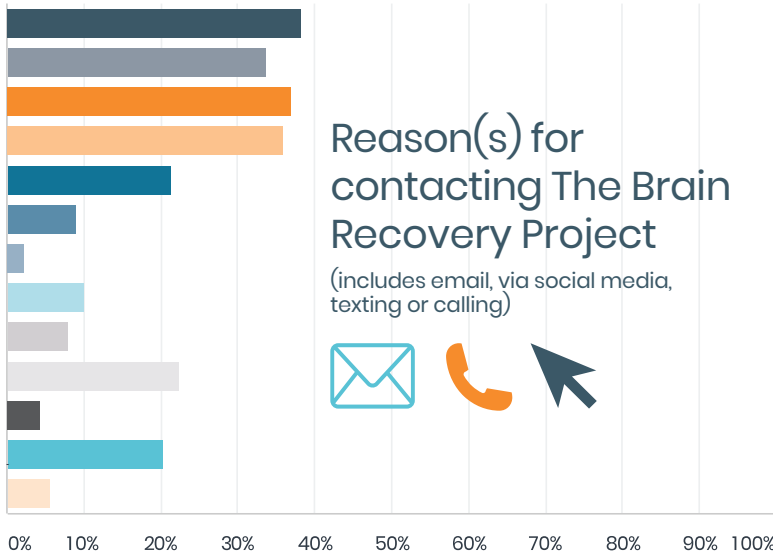 Reason(s) for
contacting The Brain
Recovery Project
(includes email, via social media,
texting or calling)
0% 10% 20% 30% 40% 50% 60% 70% 80% 90% 100%